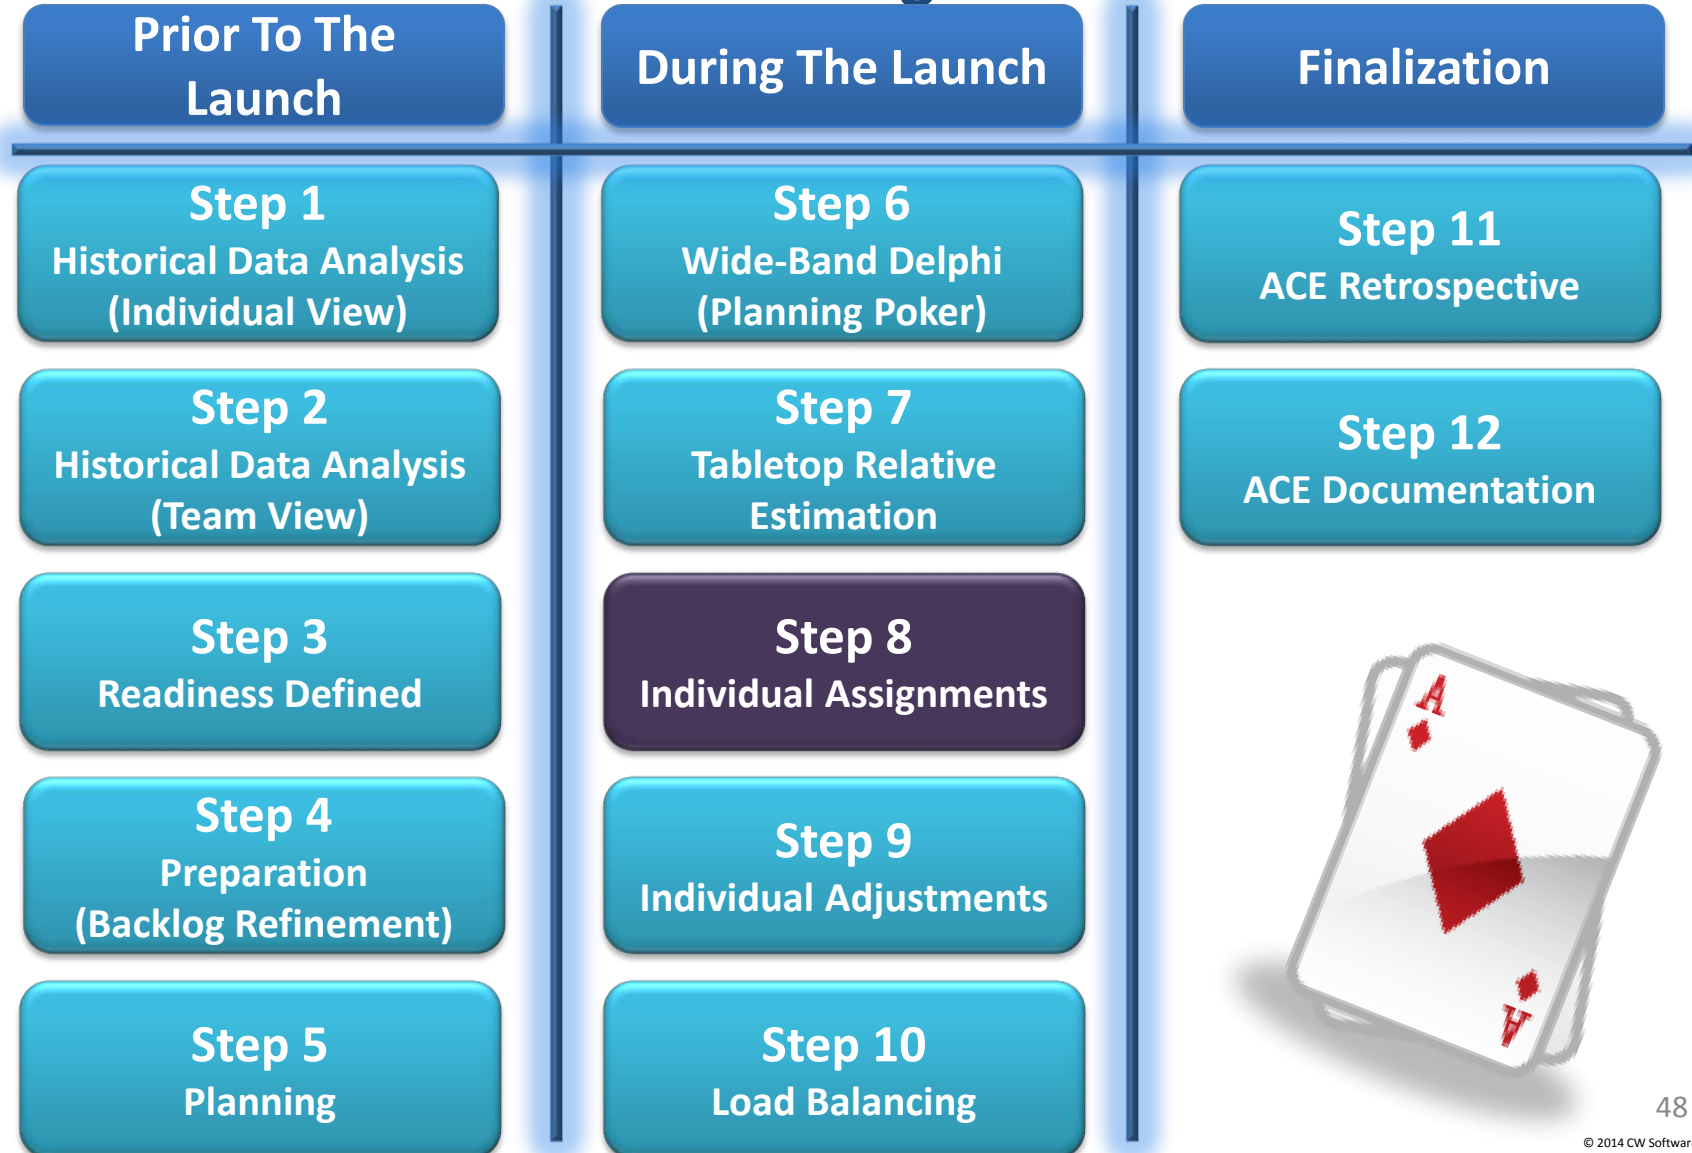 Prior To The
Launch
During The Launch
Finalization
Step 1
Historical Data Analysis
(Individual View)
Step 2
Historical Data Analysis
(Team View)
Step 3
Readiness Defined
Step 4
Preparation
(Backlog Refinement)
Step 5
Planning
Step 6
Wide-Band Delphi
(Planning Poker)
Step 7
Tabletop Relative
Estimation
Step 8
Individual Assignments
Step 9
Individual Adjustments
Step 10
Load Balancing
Step 11
ACE Retrospective
Step 12
ACE Documentation
A
A
48
© 2014 CW Softwar